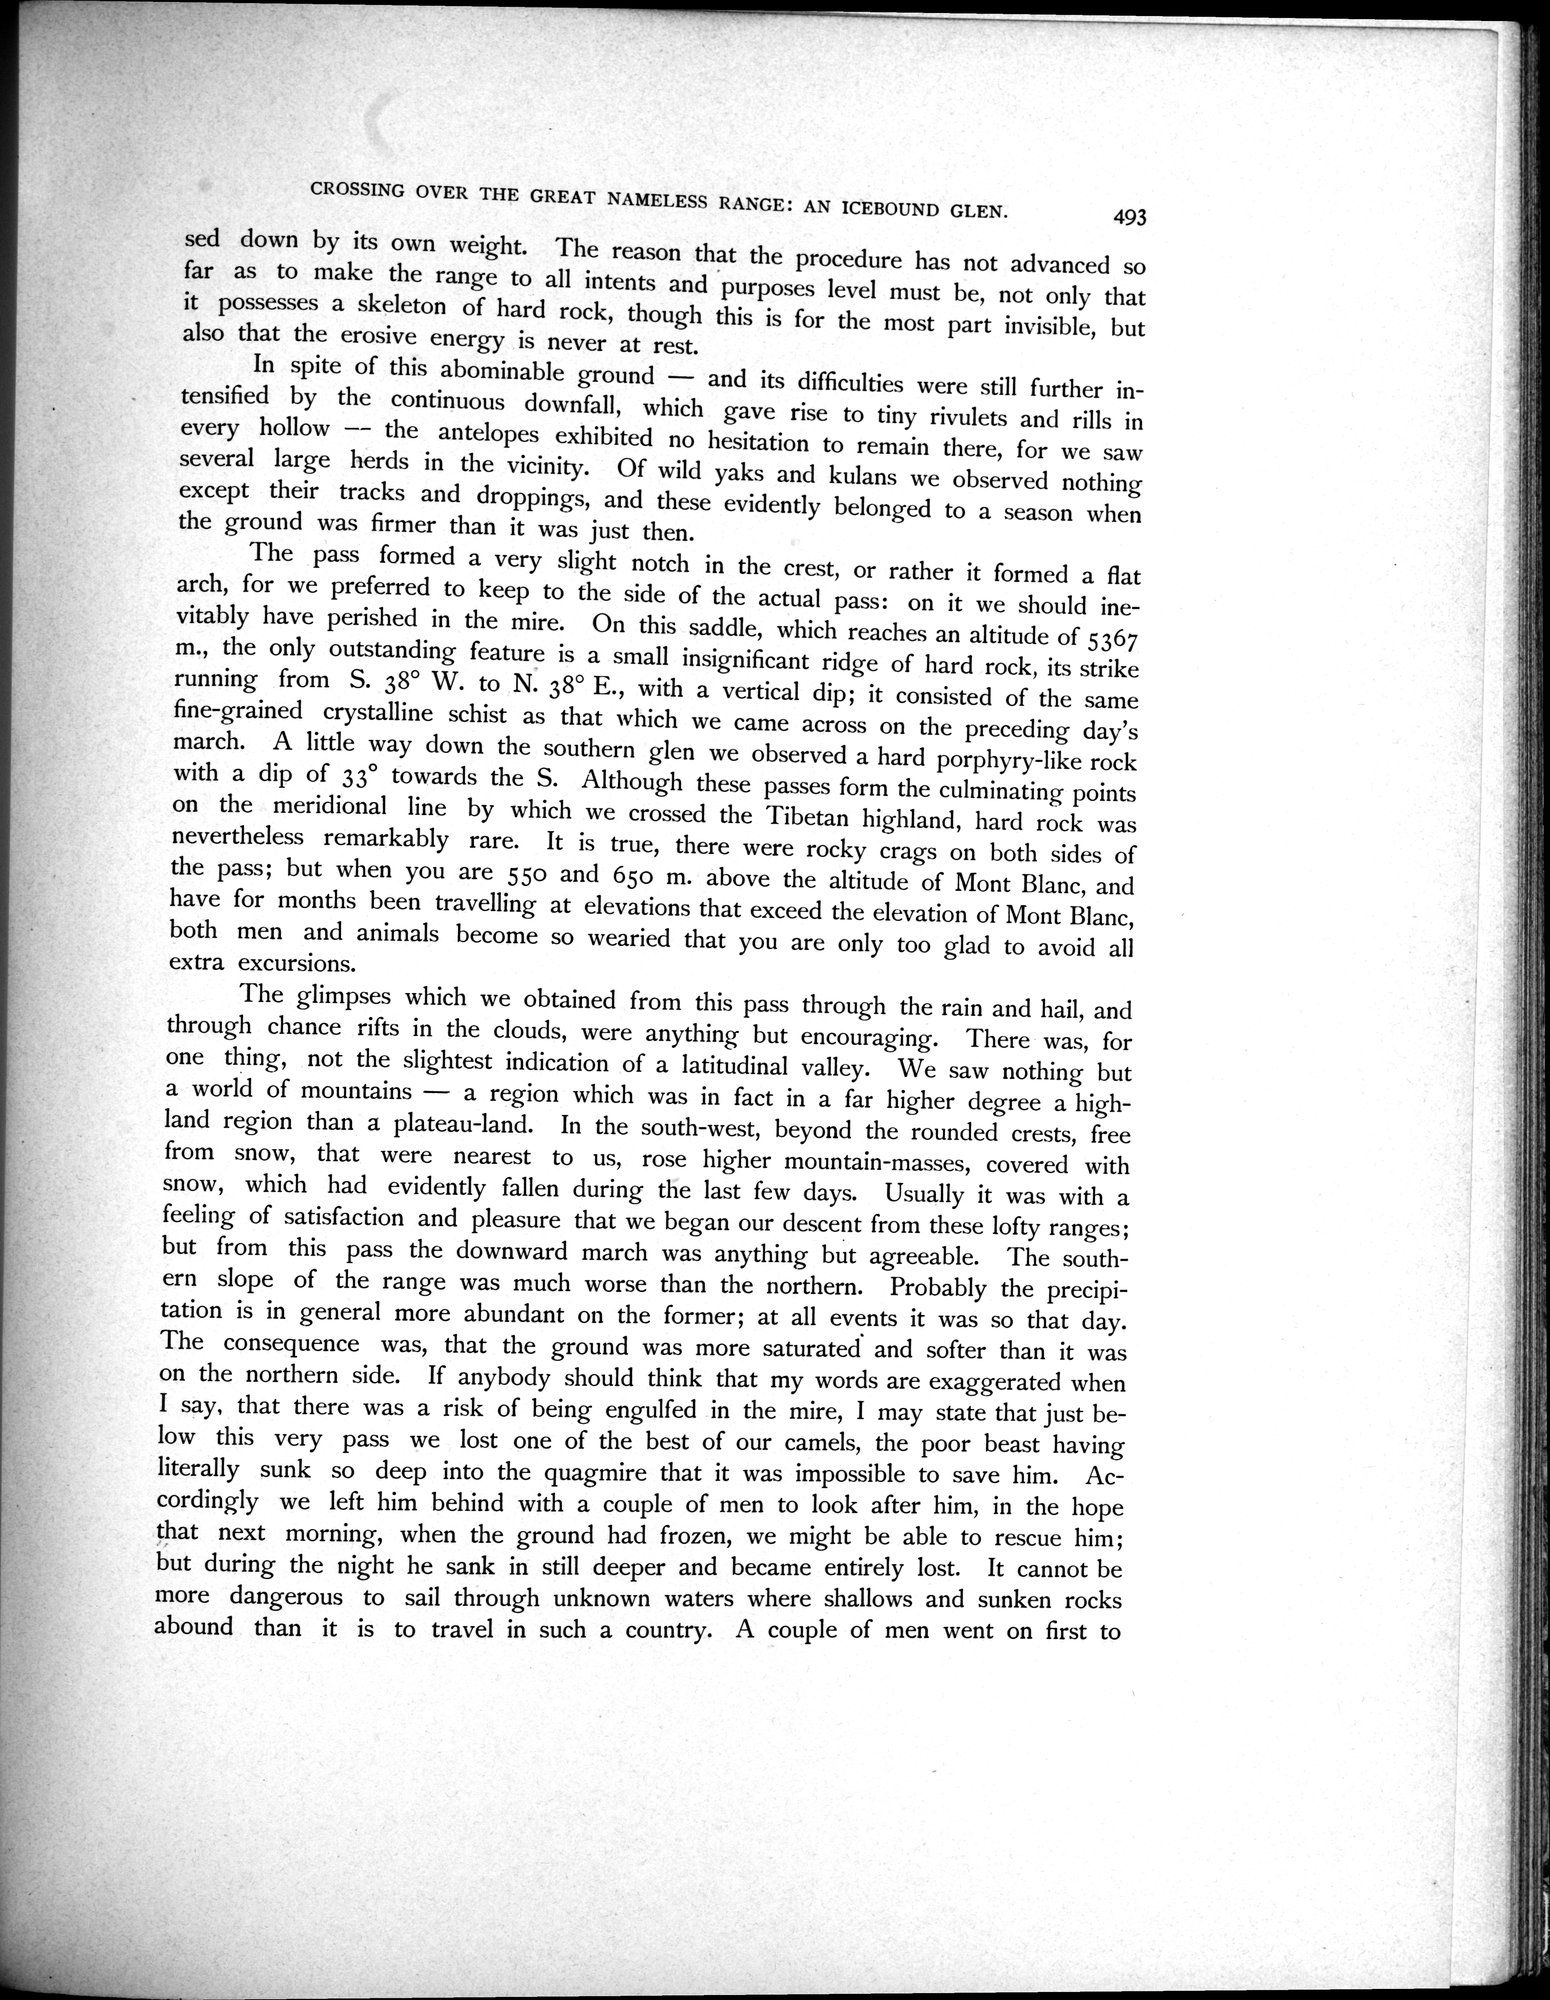 CROSSING OVER THE GREAT NAMELESS RANGE: AN ICEBOUND GLEN. 493
sed down by its own weight. The reason that the procedure has not advanced so
far as to make the range to all intents and purposes level must be, not only that
it possesses a skeleton of hard rock, though this is for the most part invisible, but
also that the erosive energy is never at rest.
In spite of this abominable ground — and its difficulties were still further in-
tensified by the continuous downfall, which gave rise to tiny rivulets and rills in
every hollow — the antelopes exhibited no hesitation to remain there, for we saw
several large herds in the vicinity. Of wild yaks and kulans we observed nothing
except their tracks and droppings, and these evidently belonged to a season when
the ground was firmer than it was just then.
The pass formed a very slight notch in the crest, or rather it formed a flat
arch, for we preferred to keep to the side of the actual pass: on it we should ine-
vitably have perished in the mire. On this saddle, which reaches an altitude of 5367
m., the only outstanding feature is a small insignificant ridge of hard rock, its strike
running from S. 38° W. to N. 38° E., with a vertical dip; it consisted of the same
fine-grained crystalline schist as that which we came across on the preceding day's
march. A little way down the southern glen we observed a hard porphyry-like rock
with a dip of 33° towards the S. Although these passes form the culminating points
on the meridional line by which we crossed the Tibetan highland, hard rock was
nevertheless remarkably rare. It is true, there were rocky crags on both sides of
the pass; but when you are 550 and 650 m. above the altitude of Mont Blanc, and
have for months been travelling at elevations that exceed the elevation of Mont Blanc,
both men and animals become so wearied that you are only too glad to avoid all
extra excursions.
The glimpses which we obtained from this pass through the rain and hail, and
through chance rifts in the clouds, were anything but encouraging. There was, for
one thing, not the slightest indication of a latitudinal valley. We saw nothing but
a world of mountains — a region which was in fact in a far higher degree a high-
land region than a plateau-land. In the south-west, beyond the rounded crests, free
from snow, that were nearest to us, rose higher mountain-masses, covered with
snow, which had evidently fallen during the last few days. Usually it was with a
feeling of satisfaction and pleasure that we began our descent from these lofty ranges;
but from this pass the downward march was anything but agreeable. The south-
ern slope of the range was much worse than the northern. Probably the precipi-
tation is in general more abundant on the former; at all events it was so that day.
The consequence was, that the ground was more saturated and softer than it was
on the northern side. If anybody should think that my words are exaggerated when
I say, that there was a risk of being engulfed in the mire, I may state that just be-
low this very pass we lost one of the best of our camels, the poor beast having
literally sunk so deep into the quagmire that it was impossible to save him. Ac-
cordingly we left him behind with a couple of men to look after him, in the hope
that next morning, when the ground had frozen, we might be able to rescue him;
but during the night he sank in still deeper and became entirely lost. It cannot be
more dangerous to sail through unknown waters where shallows and sunken rocks
abound than it is to travel in such a country. A couple of men went on first to